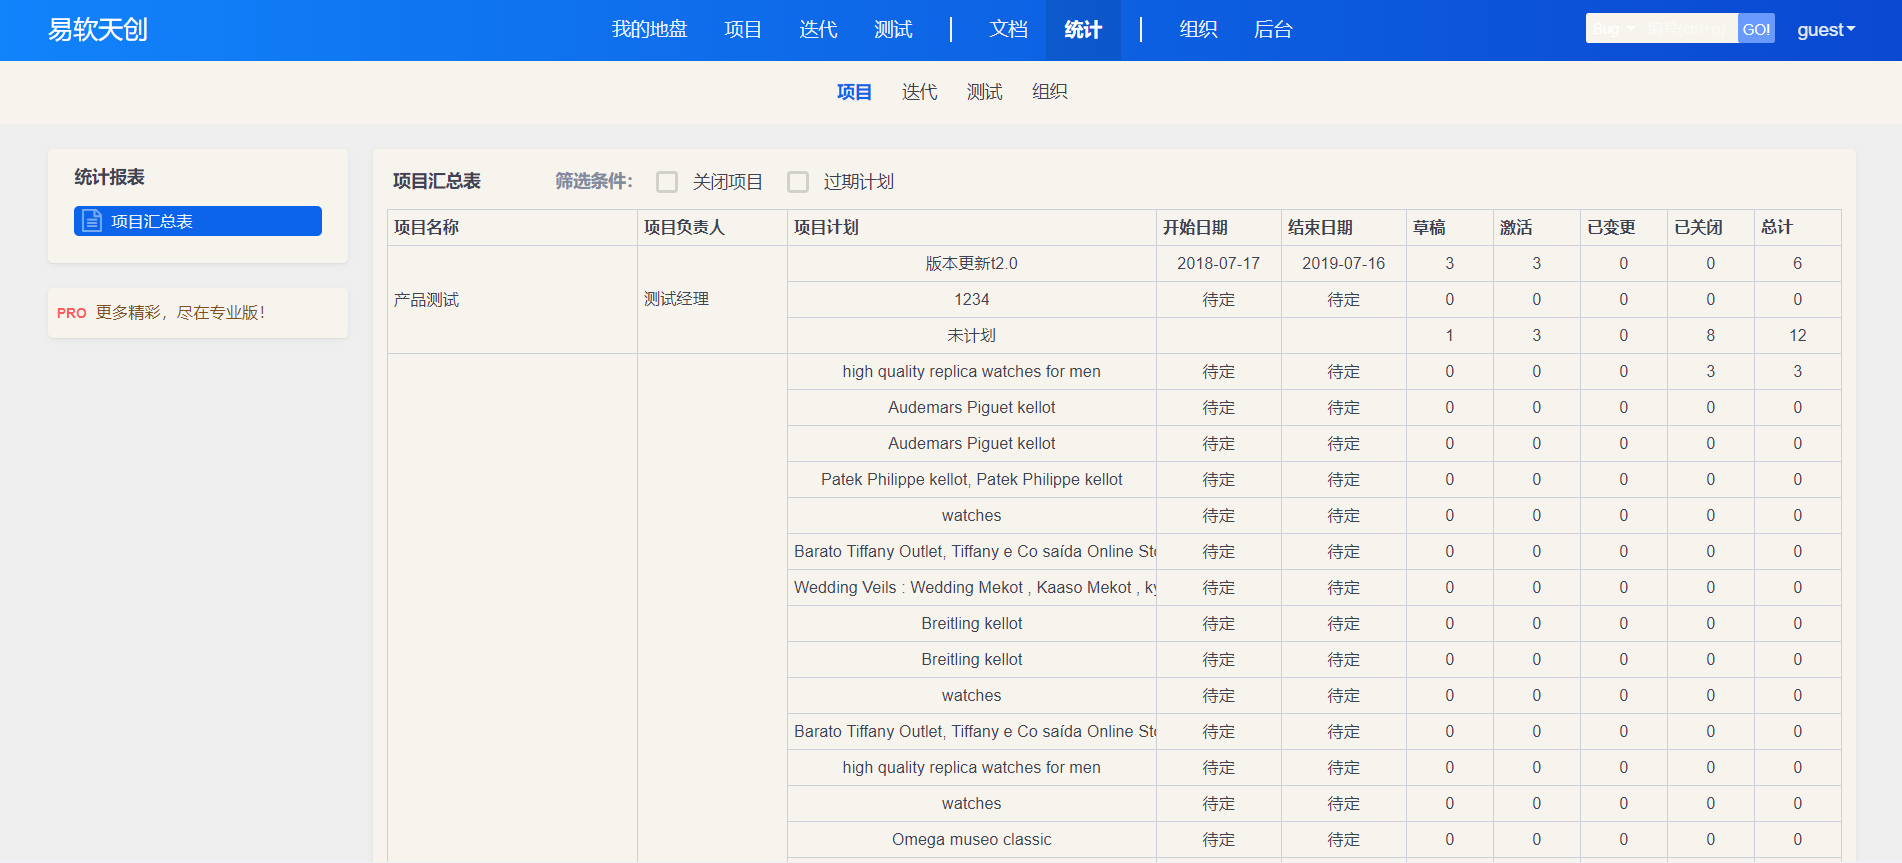 易软天创 我的地盘 项目 迭代 测试 文档 统计 组织 后台 Bug GO! guest
项目 迭代 测试 组织
统计报表
项目汇总表
PRO 更多精彩，尽在专业版！
项目汇总表 筛选条件： 关闭项目 过期计划
项目名称 项目负责人 项目计划 开始日期 结束日期 草稿 激活 已变更 已关闭 总计
产品测试 测试经理 版本更新t2.0 2018-07-17 2019-07-16 3 3 0 0 6
1234 待定 待定 0 0 0 0 0
未计划 1 3 0 8 12
high quality replica watches for men 待定 待定 0 0 0 3 3
Audemars Piguet kellot 待定 待定 0 0 0 0 0
Audemars Piguet kellot 待定 待定 0 0 0 0 0
Patek Philippe kellot, Patek Philippe kellot 待定 待定 0 0 0 0 0
watches 待定 待定 0 0 0 0 0
Barato Tiffany Outlet, Tiffany e Co saída Online Sto 待定 待定 0 0 0 0 0
Wedding Veils : Wedding Mekot , Kaaso Mekot , ky 待定 待定 0 0 0 0 0
Breitling kellot 待定 待定 0 0 0 0 0
Breitling kellot 待定 待定 0 0 0 0 0
watches 待定 待定 0 0 0 0 0
Barato Tiffany Outlet, Tiffany e Co saída Online Sto 待定 待定 0 0 0 0 0
high quality replica watches for men 待定 待定 0 0 0 0 0
watches 待定 待定 0 0 0 0 0
Omega museo classic 待定 待定 0 0 0 0 0